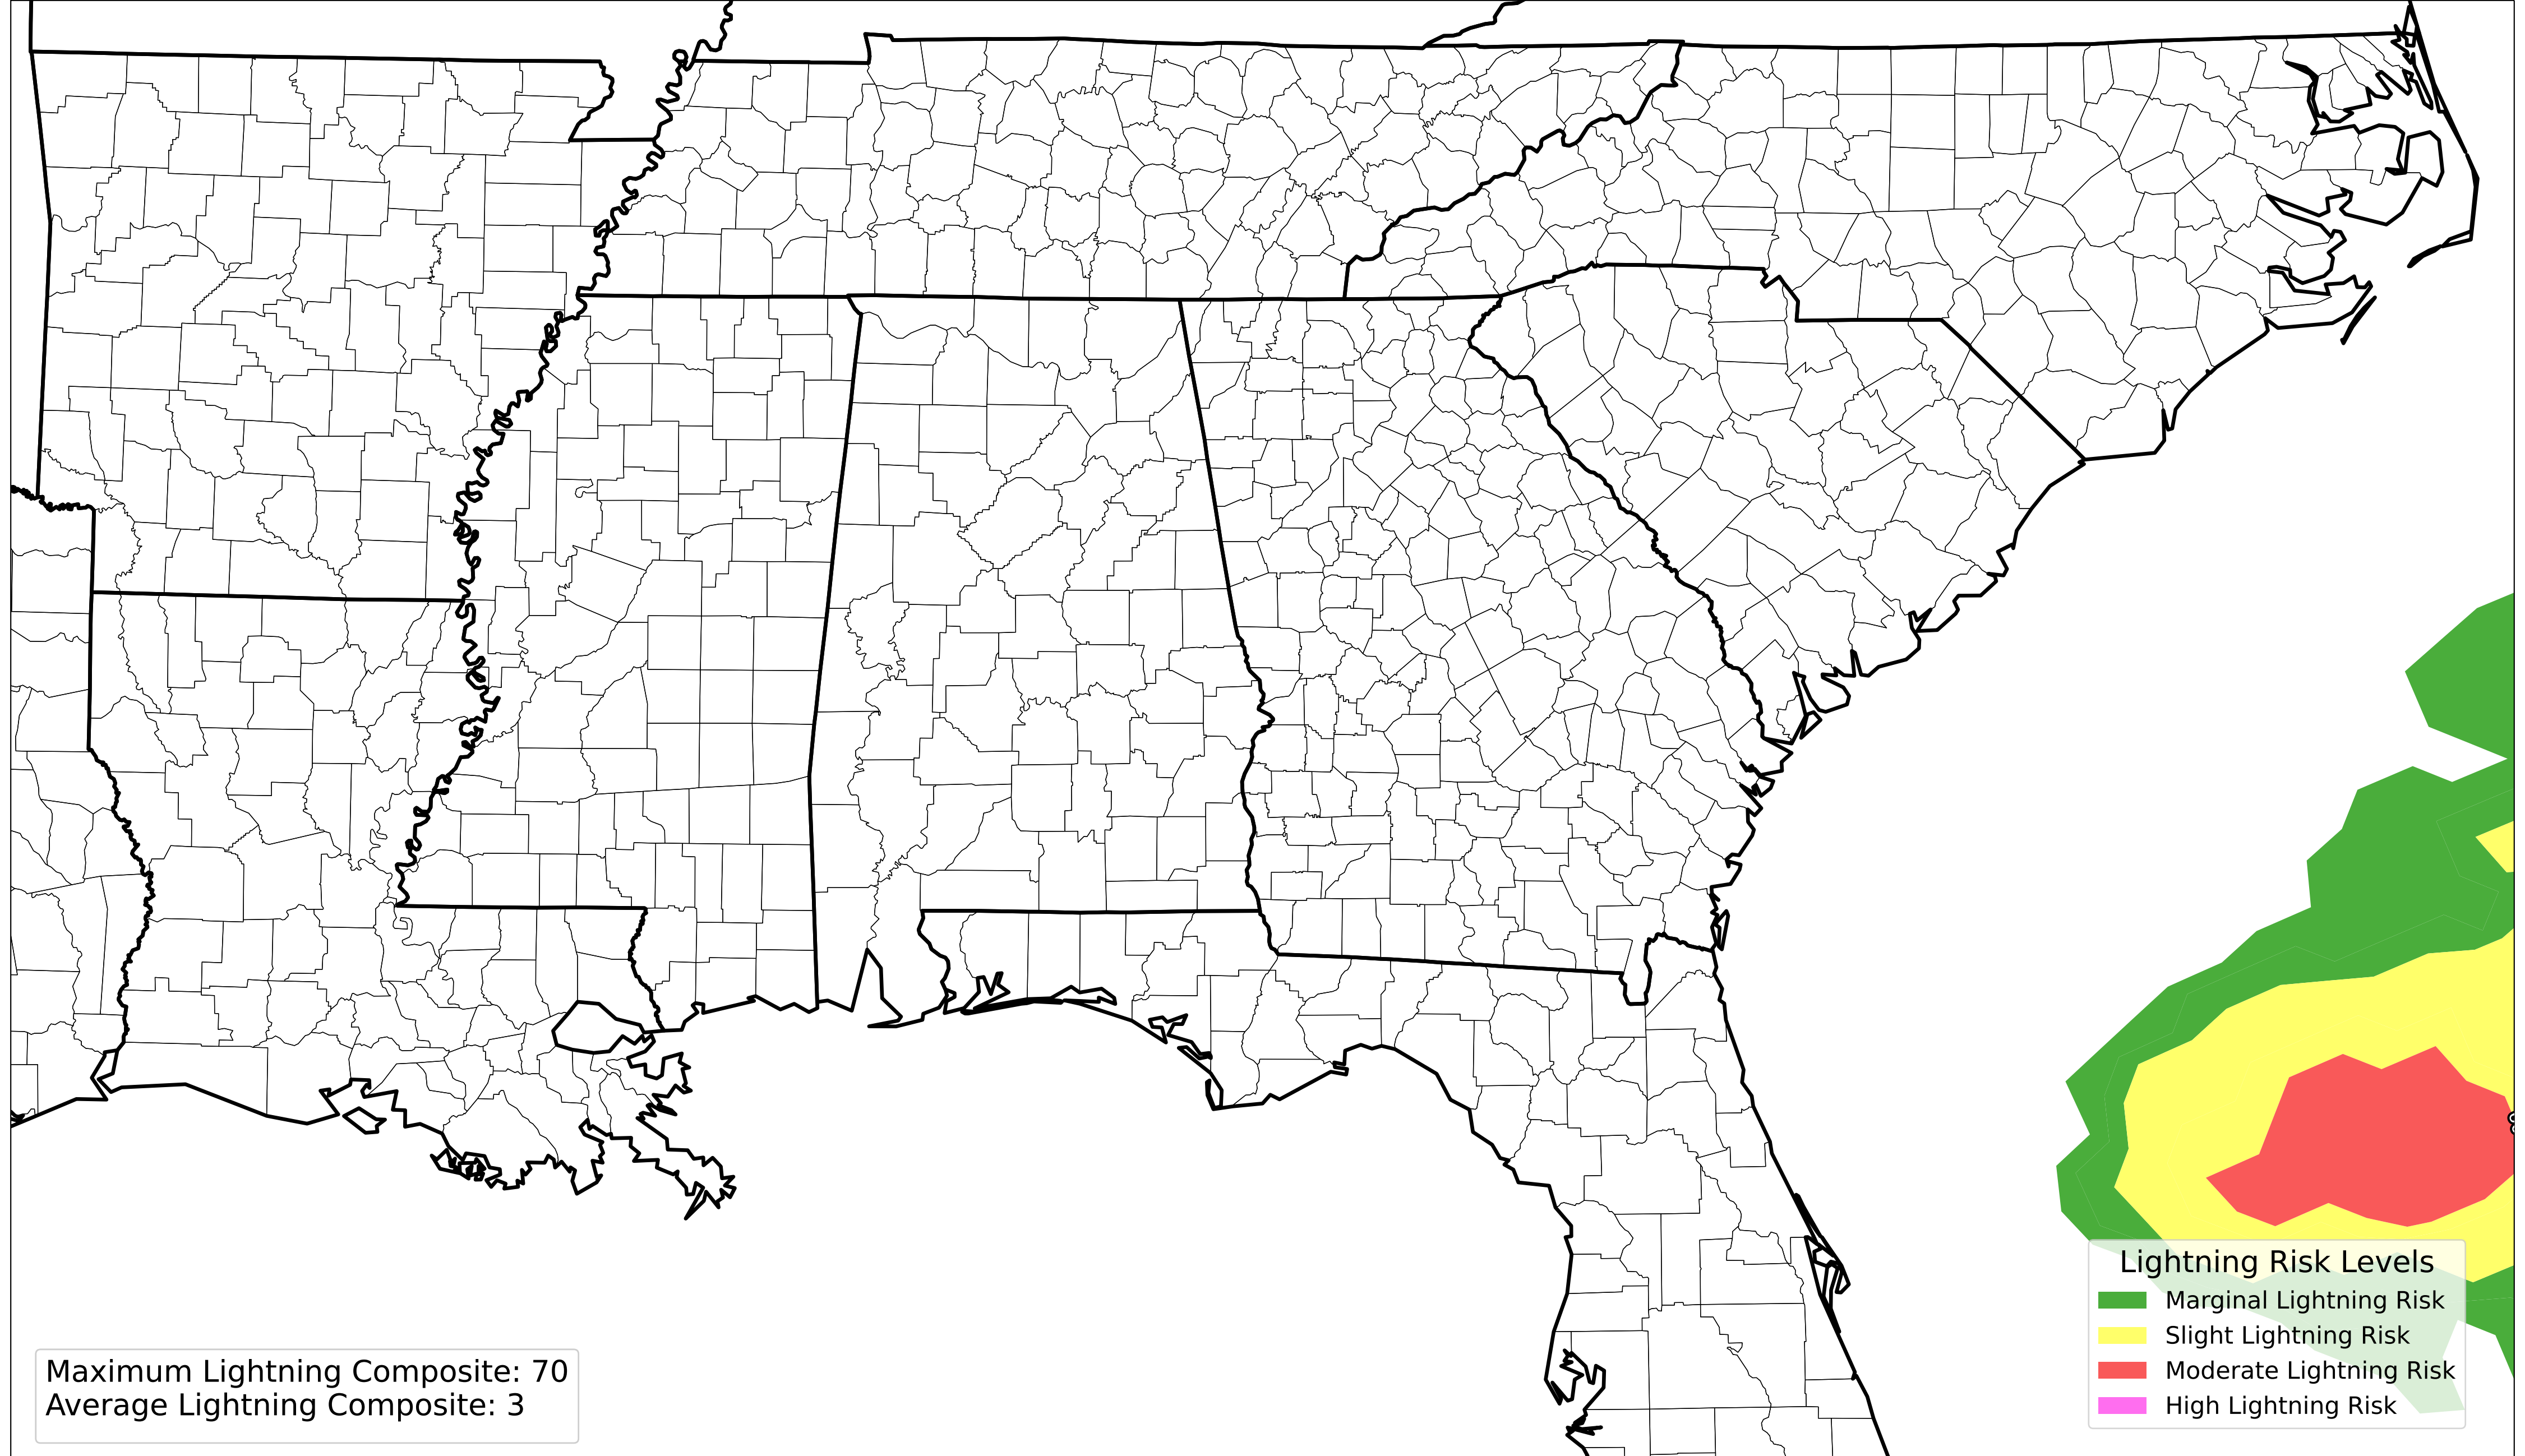 Maximum Lightning Composite: 70
Average Lightning Composite: 3
Lightning Risk Levels
Marginal Lightning Risk
Slight Lightning Risk
Moderate Lightning Risk
High Lightning Risk